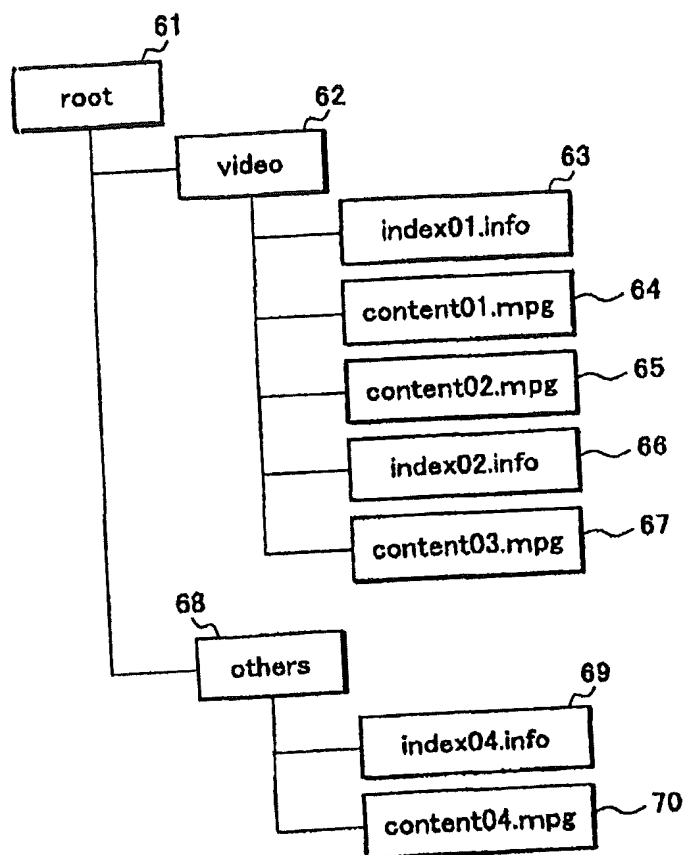 61
root
62
video
63
index01.info
64
content01.mpg
65
content02.mpg
66
index02.info
67
content03.mpg
68
others
69
index04.info
70
content04.mpg